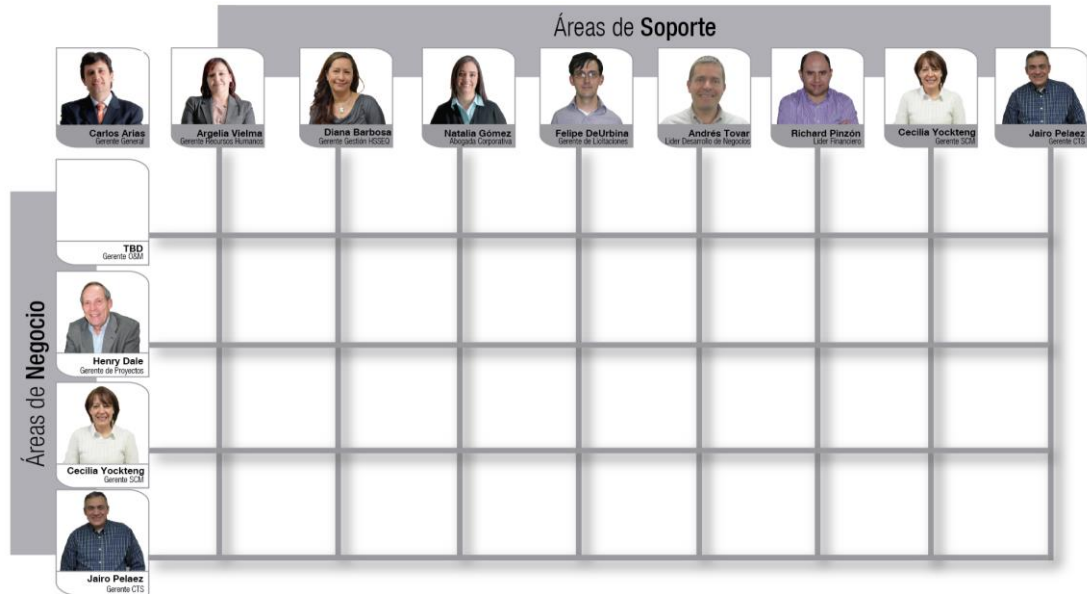 Áreas de Soporte
Carlos Arias
Gerente General
Argelia Vielma
Gerente Recursos Humanos
Diana Barbosa
Gerente Gestión HSSEQ
Natalia Gómez
Abogada Corporativa
Felipe DeUrbina
Gerente de Licitaciones
Andrés Tovar
Lider Desarrollo de Negocios
Richard Pinzón
Lider Financiero
Cecilia Yockteng
Gerente SCM
Jairo Pelaez
Gerente CTS
Áreas de Negocio
TBD
Gerente O&M
Henry Dale
Gerente de Proyectos
Cecilia Yockteng
Gerente SCM
Jairo Pelaez
Gerente CTS